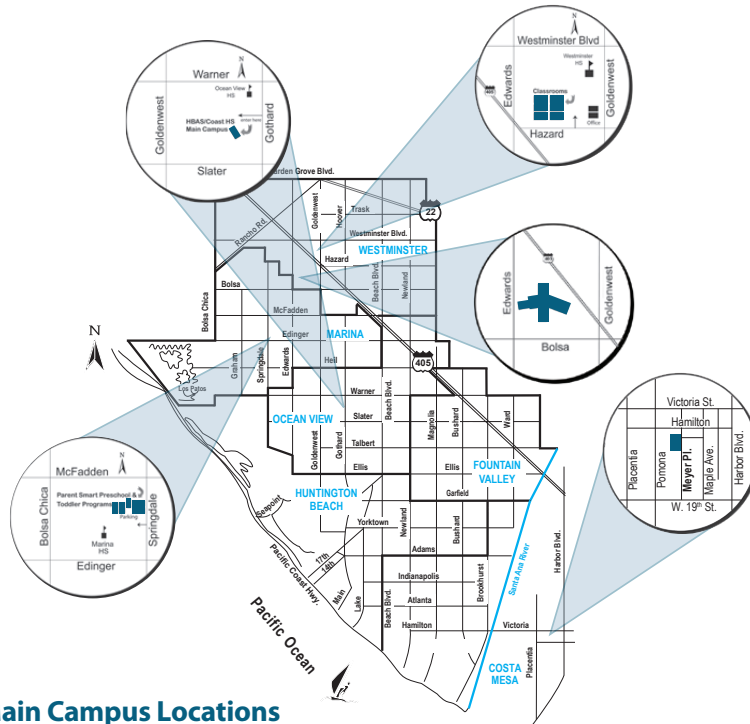 Warner
N
Ocean View
HS
Goldenwest
Gothard
HBAS/Coast HS
enter here
Main Campus
Slater
Westminster Blvd
N
Westminster
HS
Edwards
Goldenwest
405
Classrooms
Office
Hazard
Edwards
405
Goldenwest
Bolsa
Victoria St.
Hamilton
Placentia
Pomona
Meyer Pl.
Maple Ave.
Harbor Blvd.
W. 19th St.
McFadden
N
Bolsa Chica
Parent Smart Preschool &
Toddler Programs
Parking
Springdale
Marina
HS
Edinger
rden Grove Blvd.
Goldenwest
Hoover
Trask
22
Rancho Rd.
Westminster Blvd.
WESTMINSTER
Hazard
Bolsa
Beach Blvd.
Newland
Bolsa Chica
McFadden
N
Edinger
MARINA
Graham
Springdale
Edwards
Heil
405
Los Patos
Warner
Beach Blvd.
OCEAN VIEW
Slater
Magnolia
Bushard
Ward
Goldenwest
Gothard
Talbert
Ellis
Ellis
FOUNTAIN
VALLEY
HUNTINGTON
BEACH
Garfield
Seapoint
Yorktown
Newland
Bushard
17th
14th
Adams
Santa Ana River
Harbor Blvd.
Pacific Coast Hwy.
Indianapolis
Brookhurst
Main
Lake
Beach Blvd.
Atlanta
Hamilton
Victoria
Pacific Ocean
COSTA
MESA
Placentia
ain Campus Locations